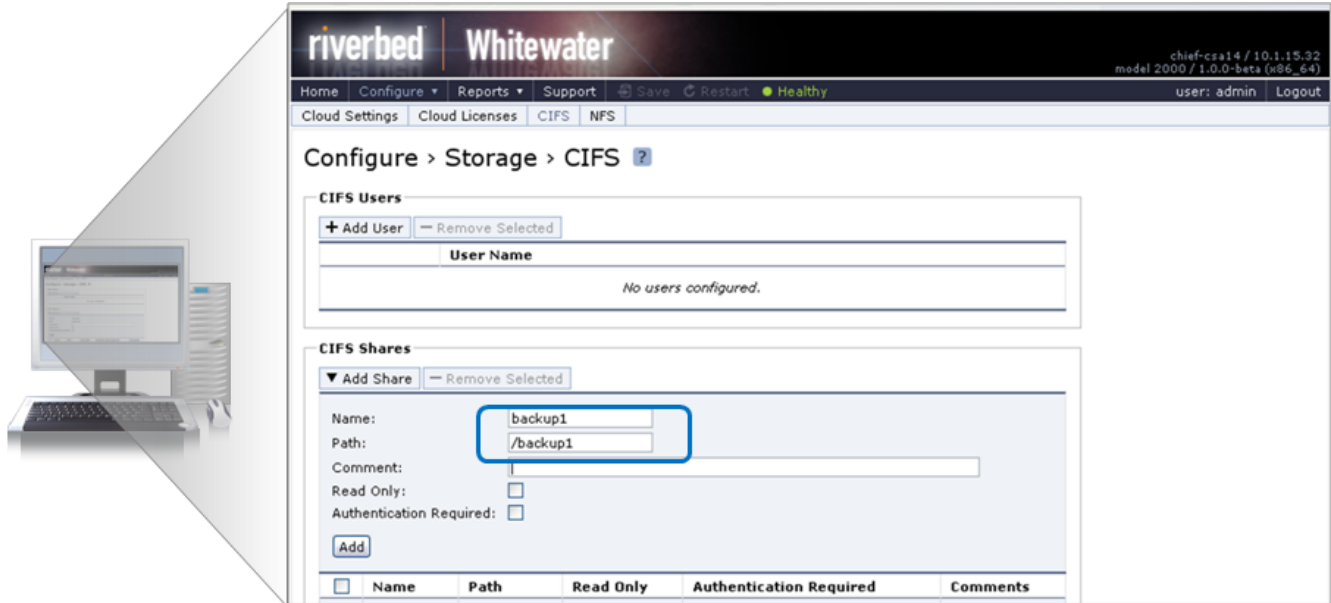 riverbed Whitewater
chief-csa14 / 10.1.15.32
model 2000 / 1.0.0-beta (x86_64)
Home Configure ▾ Reports ▾ Support Save Restart Healthy user: admin Logout
Cloud Settings Cloud Licenses CIFS NFS
Configure › Storage › CIFS ?
CIFS Users
+ Add User — Remove Selected
User Name
No users configured.
CIFS Shares
▼ Add Share — Remove Selected
Name: backup1
Path: /backup1
Comment:
Read Only:
Authentication Required:
Add
Name Path Read Only Authentication Required Comments